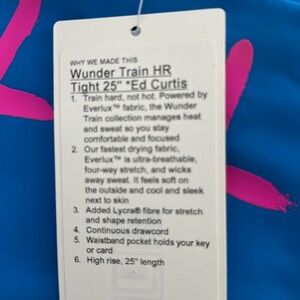 WHY WE MADE THIS
Wunder Train HR
Tight 25" *Ed Curtis
1. Train hard, not hot. Powered by
Everlux™ fabric, the Wunder
Train collection manages heat
and sweat so you stay
comfortable and focused
2. Our fastest drying fabric,
Everlux™ is ultra-breathable,
four-way stretch, and wicks
away sweat. It feels soft on
the outside and cool and sleek
next to skin
3. Added Lycra® fibre for stretch
and shape retention
4. Continuous drawcord
5. Waistband pocket holds your key
or card
6. High rise, 25" length